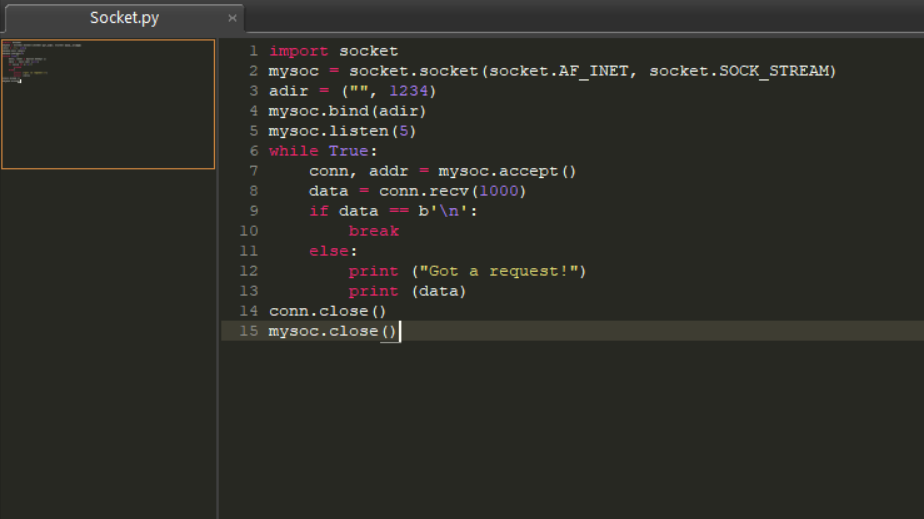 Socket.py ×
1 import socket
2 mysoc = socket.socket(socket.AF_INET, socket.SOCK_STREAM)
3 adir = ("", 1234)
4 mysoc.bind(adir)
5 mysoc.listen(5)
6 while True:
7     conn, addr = mysoc.accept()
8     data = conn.recv(1000)
9     if data == b'\n':
10         break
11     else:
12         print ("Got a request!")
13         print (data)
14 conn.close()
15 mysoc.close()